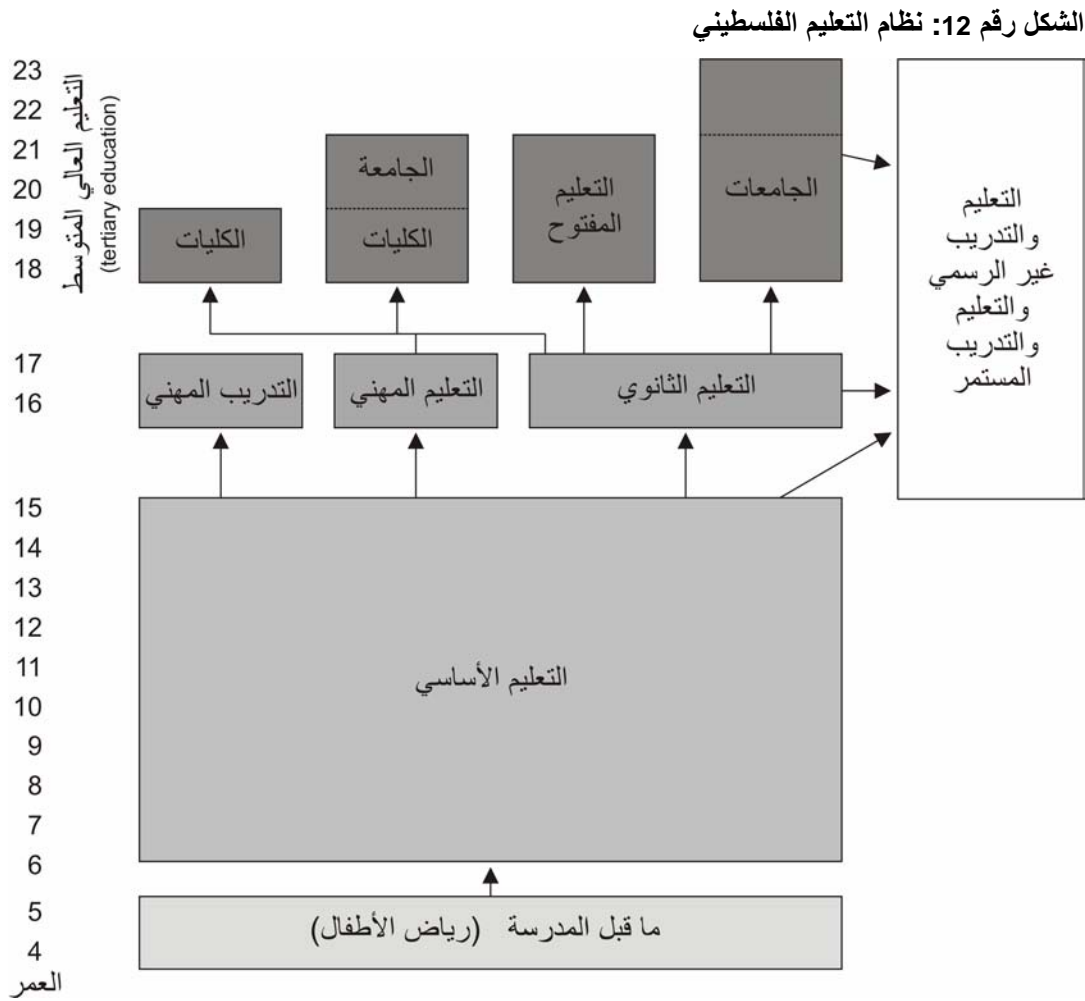 الشكل رقم 12: نظام التعليم الفلسطيني
23
22
21
20
19
18
17
16
15
14
13
12
11
10
9
8
7
6
5
4
العمر
التعليم العالي المتوسط
(tertiary education)
الجامعات
التعليم
المفتوح
الجامعة
الكليات
الكليات
التعليم
والتدريب
غير الرسمي
والتعليم
والتدريب
المستمر
التعليم الثانوي
التعليم المهني
التدريب المهني
التعليم الأساسي
ما قبل المدرسة (رياض الأطفال)